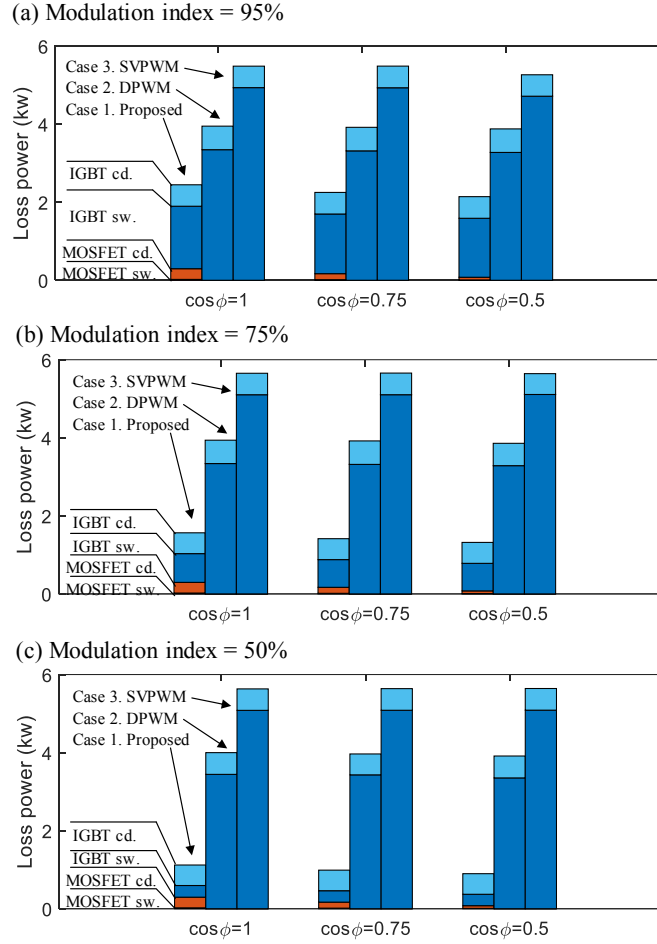 (a) Modulation index = 95%
6
Case 3. SVPWM
Case 2. DPWM
Case 1. Proposed
4
Loss power (kw)
IGBT cd.
2
IGBT sw.
MOSFET cd.
MOSFET sw.
0
cosϕ=1
cosϕ=0.75
cosϕ=0.5
(b) Modulation index = 75%
6
Case 3. SVPWM
Case 2. DPWM
Case 1. Proposed
4
Loss power (kw)
2
IGBT cd.
IGBT sw.
MOSFET cd.
MOSFET sw.
0
cosϕ=1
cosϕ=0.75
cosϕ=0.5
(c) Modulation index = 50%
6
Case 3. SVPWM
Case 2. DPWM
Case 1. Proposed
4
Loss power (kw)
2
IGBT cd.
IGBT sw.
MOSFET cd.
MOSFET sw.
0
cosϕ=1
cosϕ=0.75
cosϕ=0.5